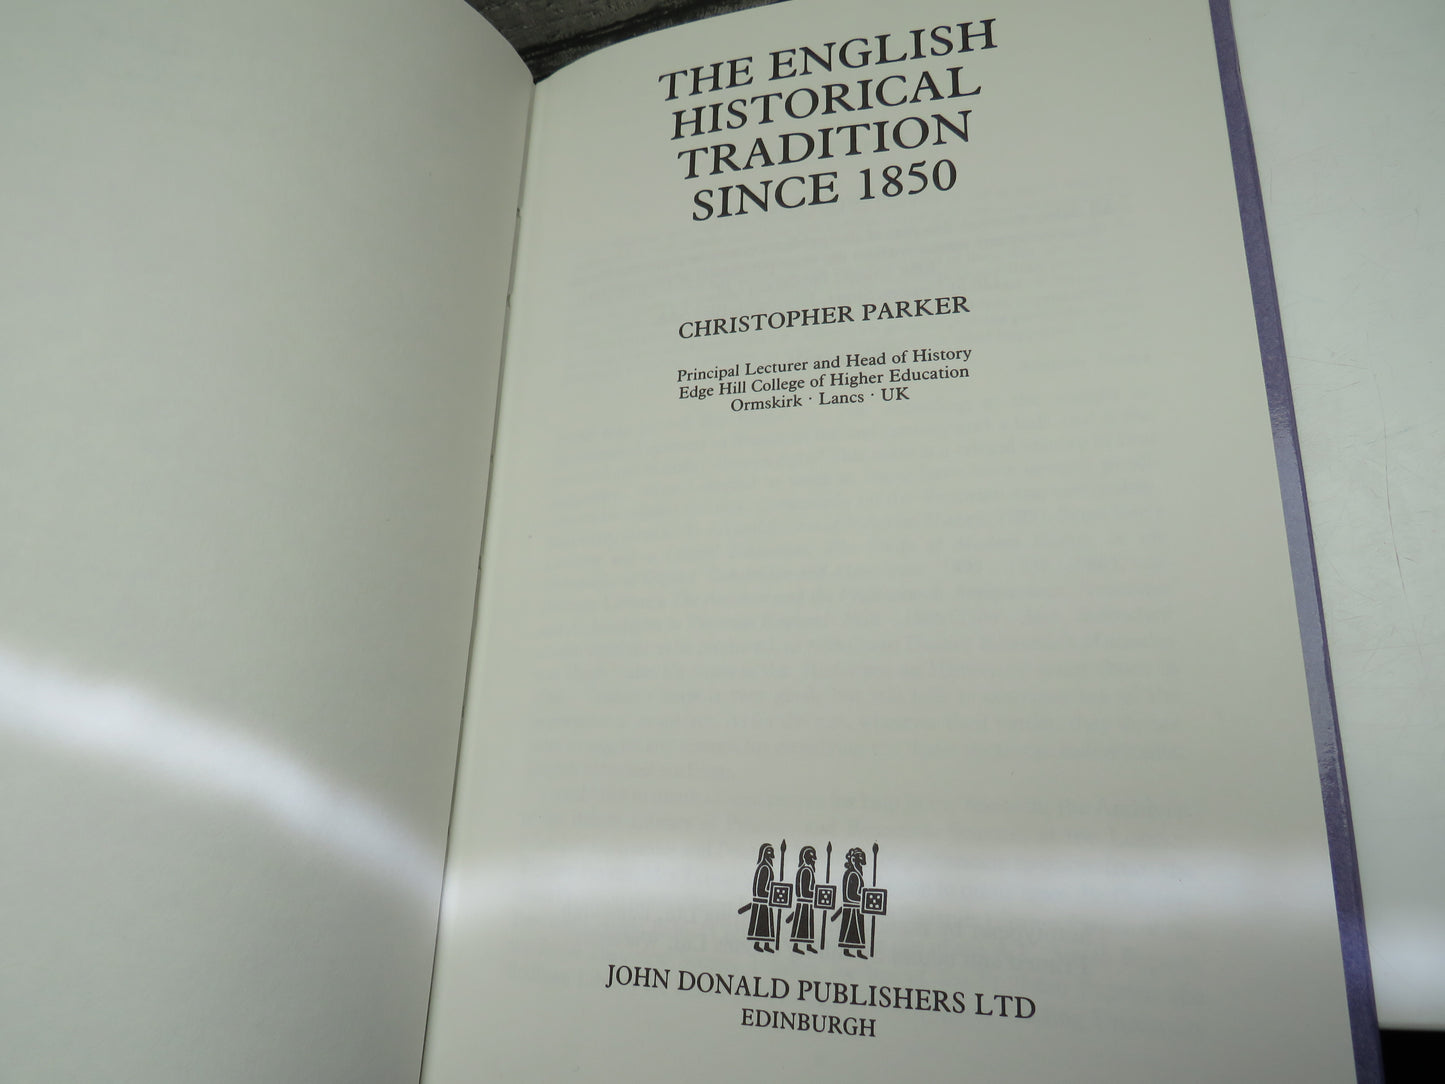 THE ENGLISH
HISTORICAL
TRADITION
SINCE 1850
CHRISTOPHER PARKER
Principal Lecturer and Head of History
Edge Hill College of Higher Education
Ormskirk · Lancs · UK
JOHN DONALD PUBLISHERS LTD
EDINBURGH